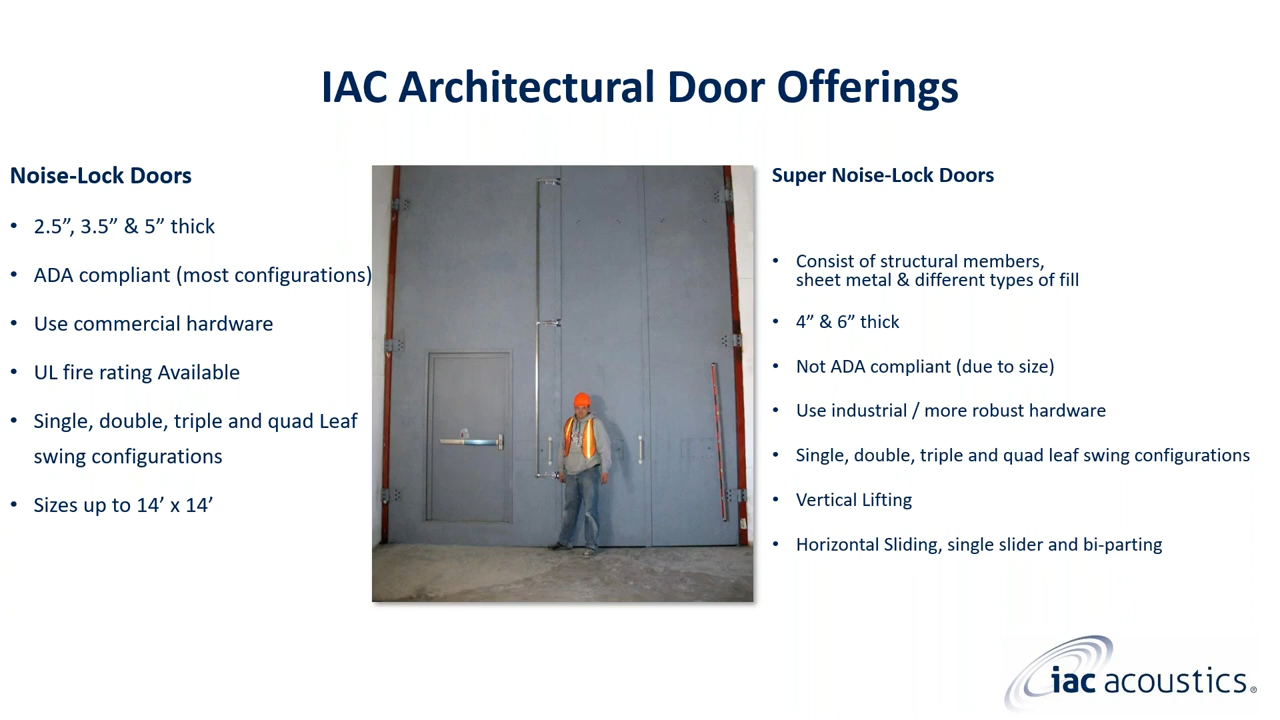 IAC Architectural Door Offerings
Noise-Lock Doors
• 2.5”, 3.5” & 5” thick
• ADA compliant (most configurations)
• Use commercial hardware
• UL fire rating Available
• Single, double, triple and quad Leaf
swing configurations
• Sizes up to 14’ x 14’
Super Noise-Lock Doors
• Consist of structural members,
sheet metal & different types of fill
• 4” & 6” thick
• Not ADA compliant (due to size)
• Use industrial / more robust hardware
• Single, double, triple and quad leaf swing configurations
• Vertical Lifting
• Horizontal Sliding, single slider and bi-parting
iac acoustics®